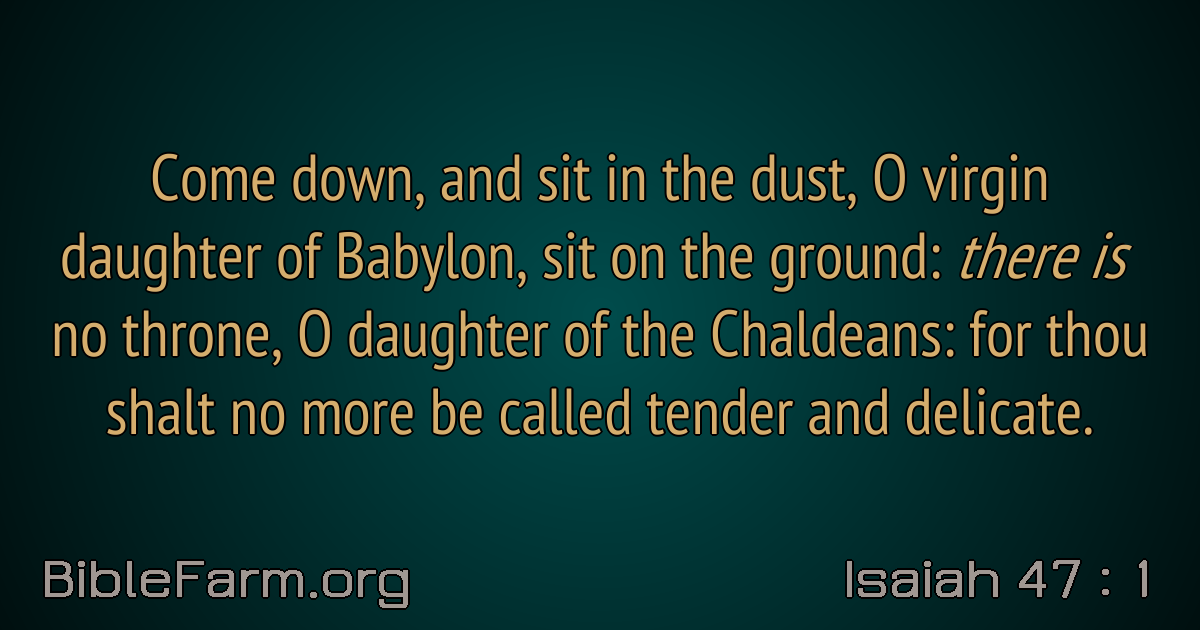 Come down, and sit in the dust, O virgin
daughter of Babylon, sit on the ground: there is
no throne, O daughter of the Chaldeans: for thou
shalt no more be called tender and delicate.
BibleFarm.org
Isaiah 47 : 1